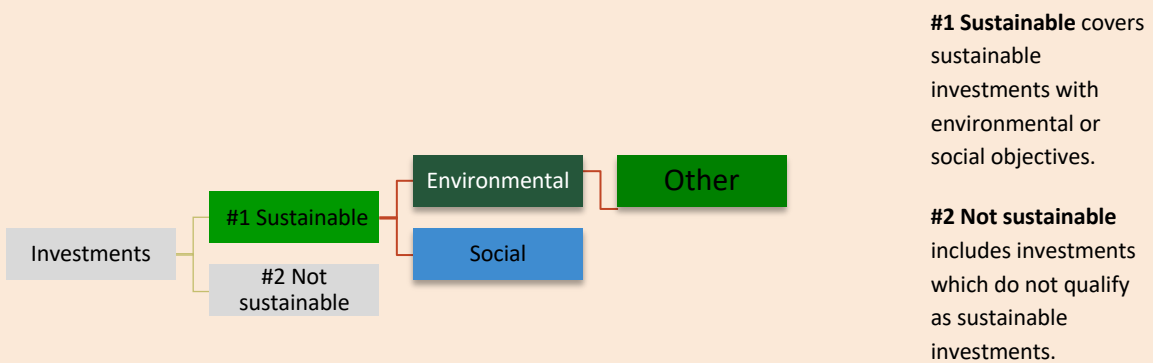 Investments
#1 Sustainable
#2 Not
sustainable
Environmental
Social
Other
#1 Sustainable covers
sustainable
investments with
environmental or
social objectives.
#2 Not sustainable
includes investments
which do not qualify
as sustainable
investments.